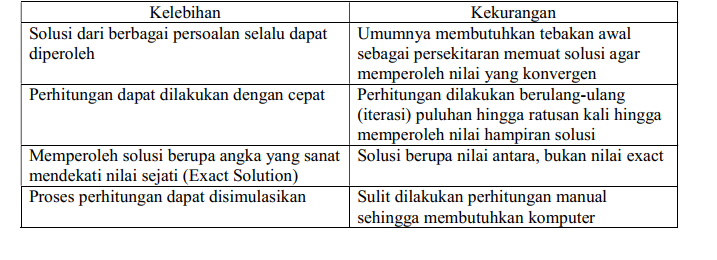 Kelebihan Kekurangan
Solusi dari berbagai persoalan selalu dapat diperoleh
Umumnya membutuhkan tebakan awal
sebagai persekitaran memuat solusi agar
memperoleh nilai yang konvergen
Perhitungan dapat dilakukan dengan cepat
Perhitungan dilakukan berulang-ulang
(iterasi) puluhan hingga ratusan kali hingga
memperoleh nilai hampiran solusi
Memperoleh solusi berupa angka yang sanat
mendekati nilai sejati (Exact Solution)
Solusi berupa nilai antara, bukan nilai exact
Proses perhitungan dapat disimulasikan
Sulit dilakukan perhitungan manual
sehingga membutuhkan komputer